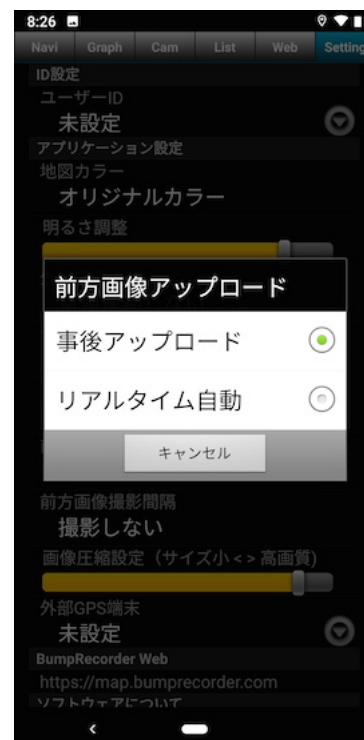 8:26
Navi Graph Cam List Web Setting
ID設定
ユーザーID
未設定
アプリケーション設定
地図カラー
オリジナルカラー
明るさ調整
前方画像アップロード
事後アップロード
リアルタイム自動
キャンセル
前方画像撮影間隔
撮影しない
画像圧縮設定（サイズ小 < > 高画質)
外部GPS端末
未設定
BumpRecorder Web
https://map.bumprecorder.com
ソフトウェアについて